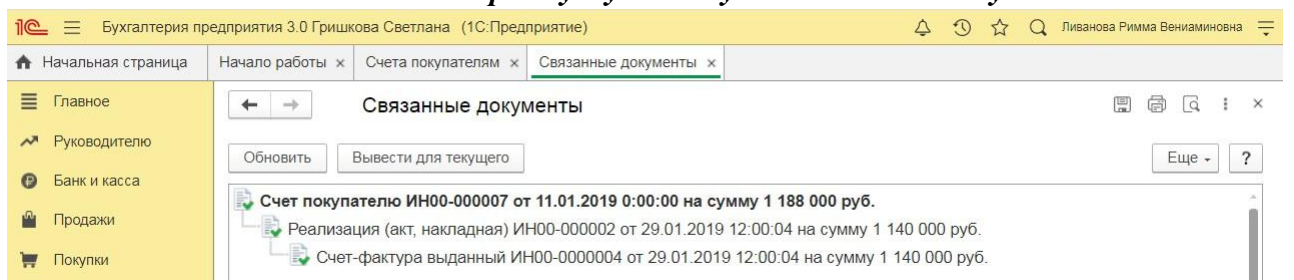 1С Бухгалтерия предприятия 3.0 Гришкова Светлана (1С:Предприятие) Ливанова Римма Вениаминовна
Начальная страница Начало работы × Счета покупателям × Связанные документы ×
Главное
Связанные документы
Руководителю
Обновить Вывести для текущего Еще ?
Банк и касса
Продажи
Покупки
Счет покупателю ИН00-000007 от 11.01.2019 0:00:00 на сумму 1 188 000 руб.
Реализация (акт, накладная) ИН00-000002 от 29.01.2019 12:00:04 на сумму 1 140 000 руб.
Счет-фактура выданный ИН00-0000004 от 29.01.2019 12:00:04 на сумму 1 140 000 руб.